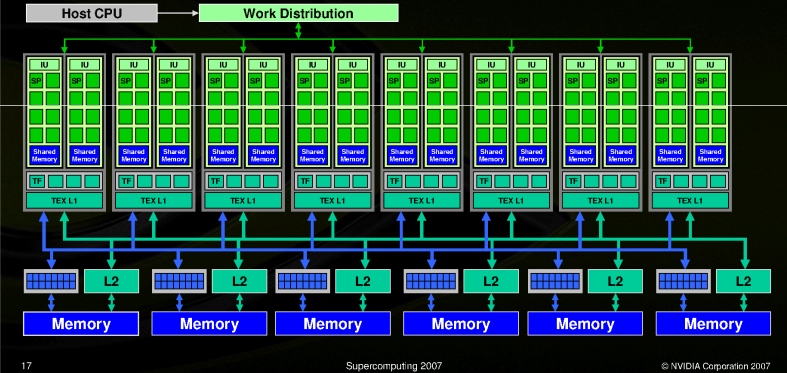 Host CPU Work Distribution
IU IU IU IU IU IU IU IU IU IU IU IU IU IU IU IU
SP SP SP SP SP SP SP SP SP SP SP SP SP SP SP SP
Shared Shared Shared Shared Shared Shared Shared Shared Shared Shared Shared Shared Shared Shared Shared Shared
Memory Memory Memory Memory Memory Memory Memory Memory Memory Memory Memory Memory Memory Memory Memory Memory
TF TF TF TF TF TF TF TF
TEX L1 TEX L1 TEX L1 TEX L1 TEX L1 TEX L1 TEX L1 TEX L1
L2 L2 L2 L2 L2 L2
Memory Memory Memory Memory Memory Memory
17 Supercomputing 2007 © NVIDIA Corporation 2007